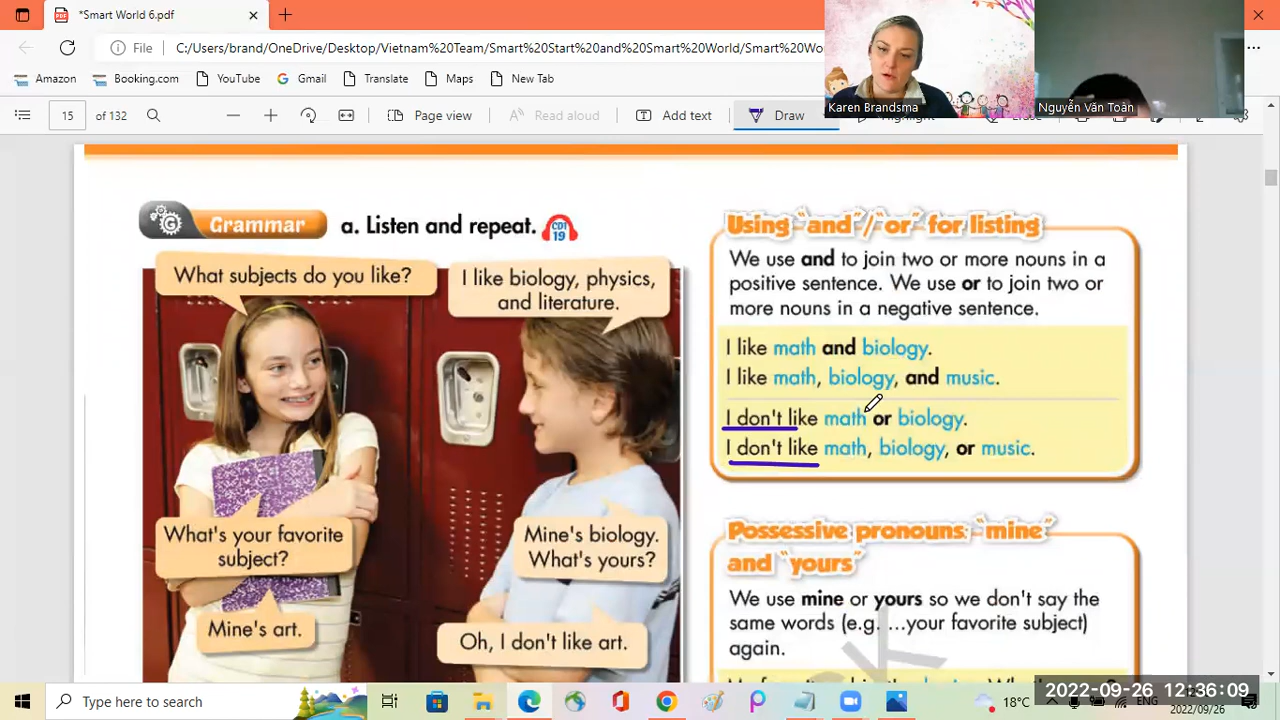 *Smart World 6.pdf
File
C:/Users/brand/OneDrive/Desktop/Vietnam Team/Smart Start and Smart World/Smart Wo
Amazon
Booking.com
YouTube
Gmail
Translate
Maps
New Tab
Karen Brandsma
Nguyễn Văn Toàn
15
of 132
Page view
Read aloud
Add text
Draw
Grammar
a. Listen and repeat.
CD1
19
What subjects do you like?
I like biology, physics,
and literature.
What's your favorite
subject?
Mine's biology.
What's yours?
Mine's art.
Oh, I don't like art.
Using "and"/"or" for listing
We use and to join two or more nouns in a
positive sentence. We use or to join two or
more nouns in a negative sentence.
I like math and biology.
I like math, biology, and music.
I don't like math or biology.
I don't like math, biology, or music.
Possessive pronouns "mine"
and "yours"
We use mine or yours so we don't say the
same words (e.g. ...your favorite subject)
again.
Type here to search
18°C
ENG
2022-09-26 12:36:09
2022/09/26